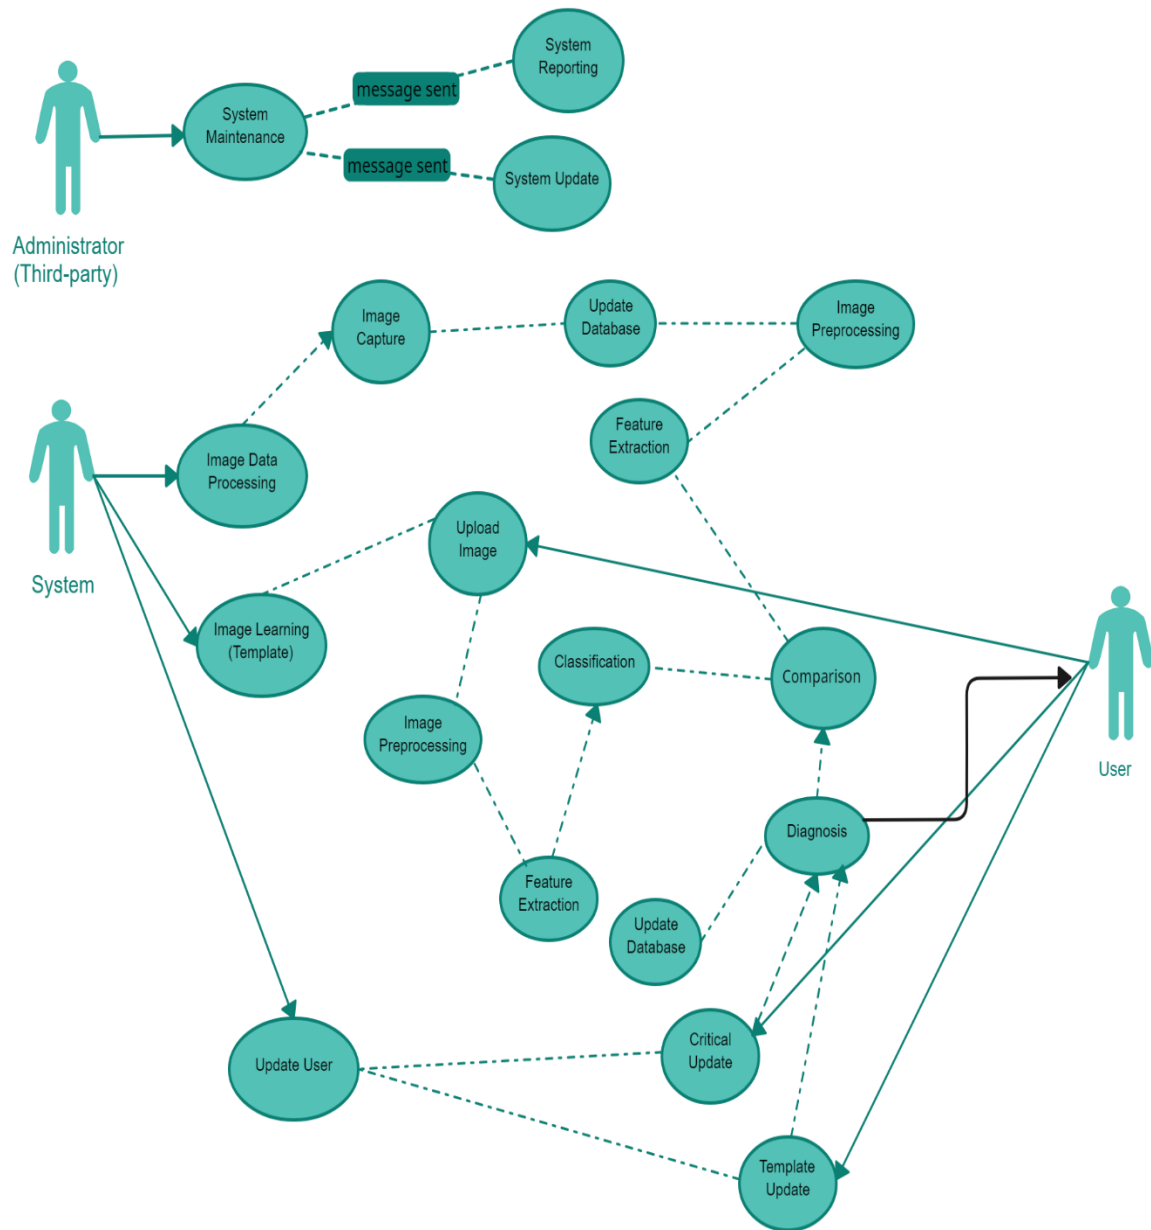 System
Reporting
message sent
System
Maintenance
message sent
System Update
Administrator
(Third-party)
Image
Capture
Update
Database
Image
Preprocessing
Feature
Extraction
Image Data
Processing
Upload
Image
System
Image Learning
(Template)
Classification
Comparison
Image
Preprocessing
User
Diagnosis
Feature
Extraction
Update
Database
Critical
Update
Update User
Template
Update